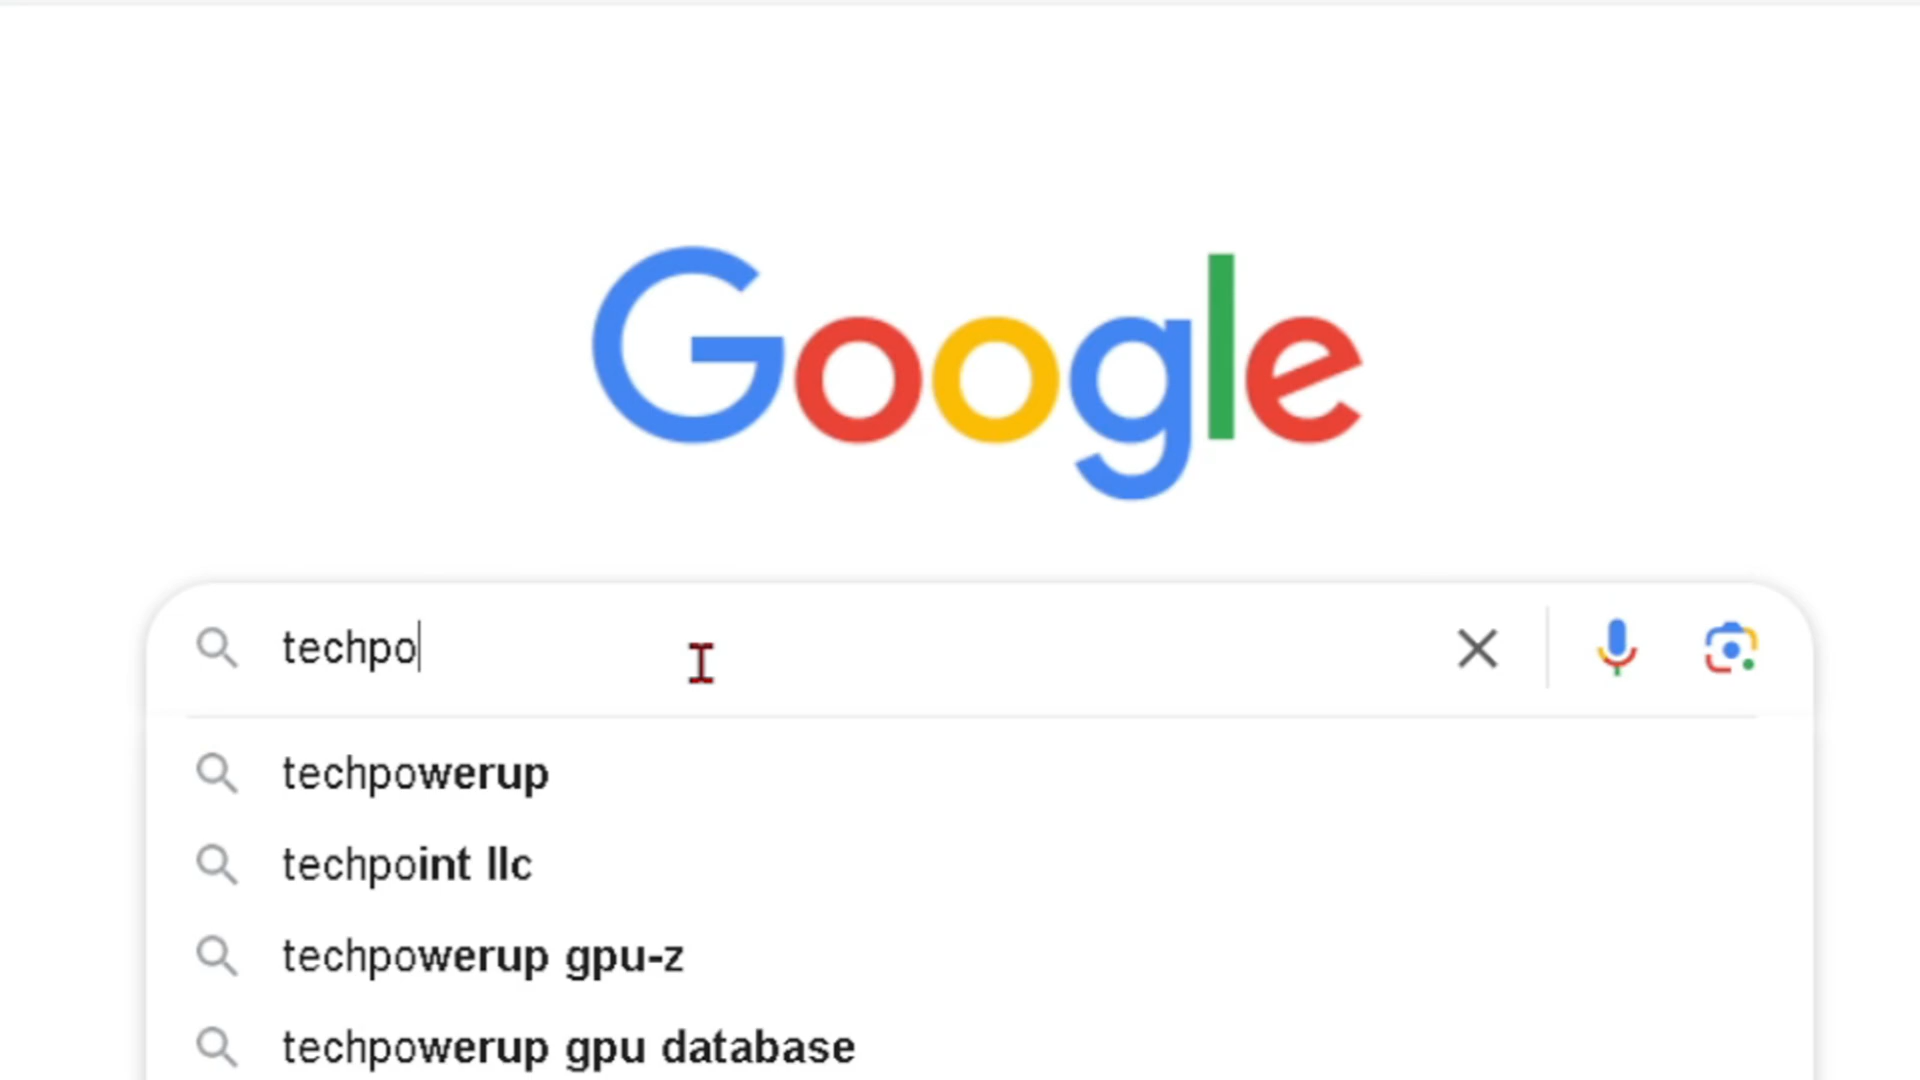 Google
techpo
techpowerup
techpoint llc
techpowerup gpu-z
techpowerup gpu database